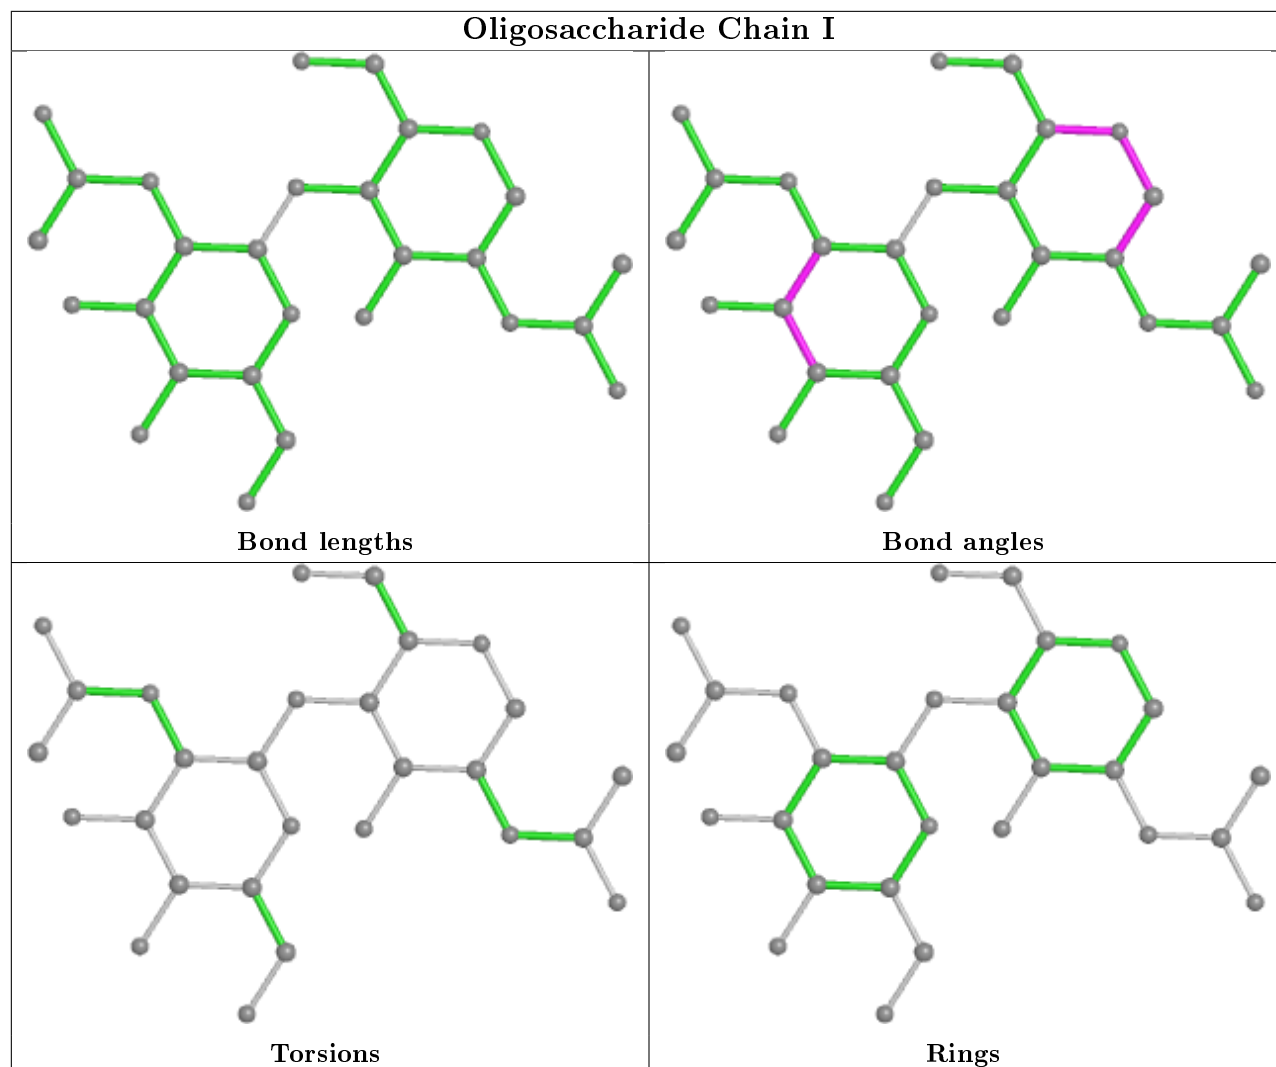 Oligosaccharide Chain I
Bond lengths
Bond angles
Torsions
Rings